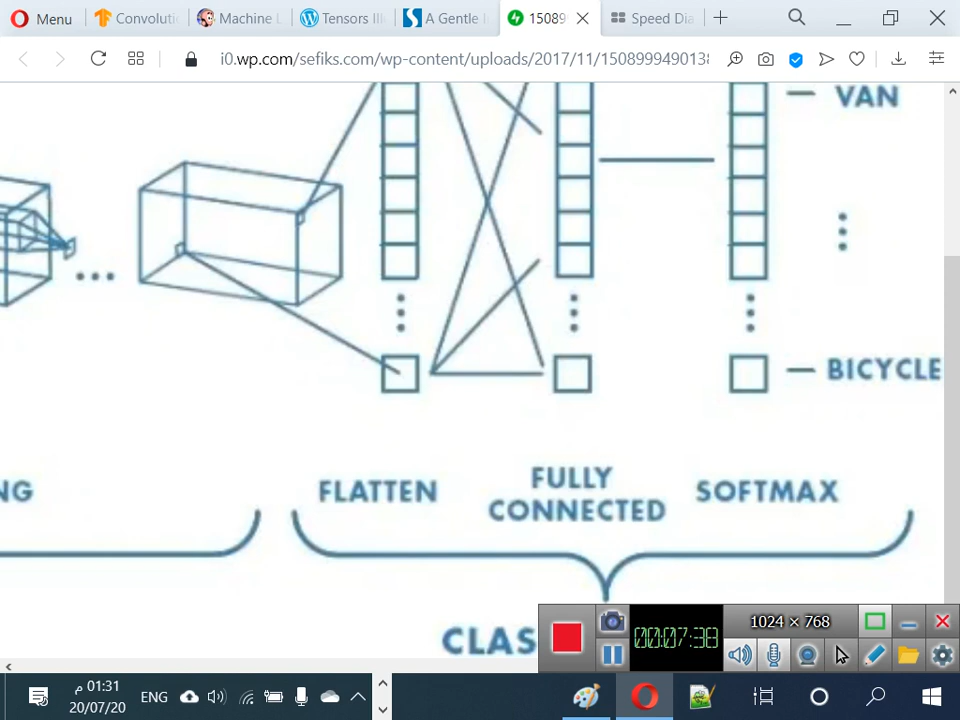 Menu
Convoluti
Machine L
Tensors Ill
A Gentle I
15089
Speed Dia
i0.wp.com/sefiks.com/wp-content/uploads/2017/11/150899949013
VAN
BICYCLE
NG
FLATTEN
FULLY
CONNECTED
SOFTMAX
CLAS
1024 × 768
00:07:38
01:31 م
20/07/20
ENG